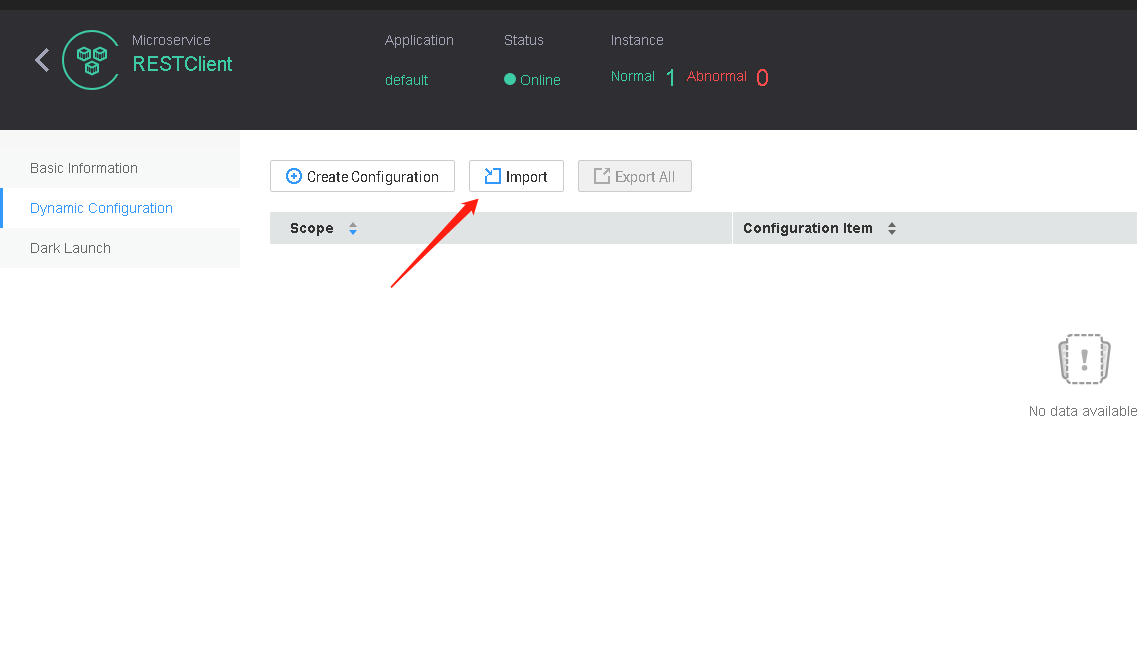 Microservice
RESTClient
Application
default
Status
Online
Instance
Normal 1 Abnormal 0
Basic Information
Dynamic Configuration
Dark Launch
Create Configuration Import Export All
Scope Configuration Item
No data available